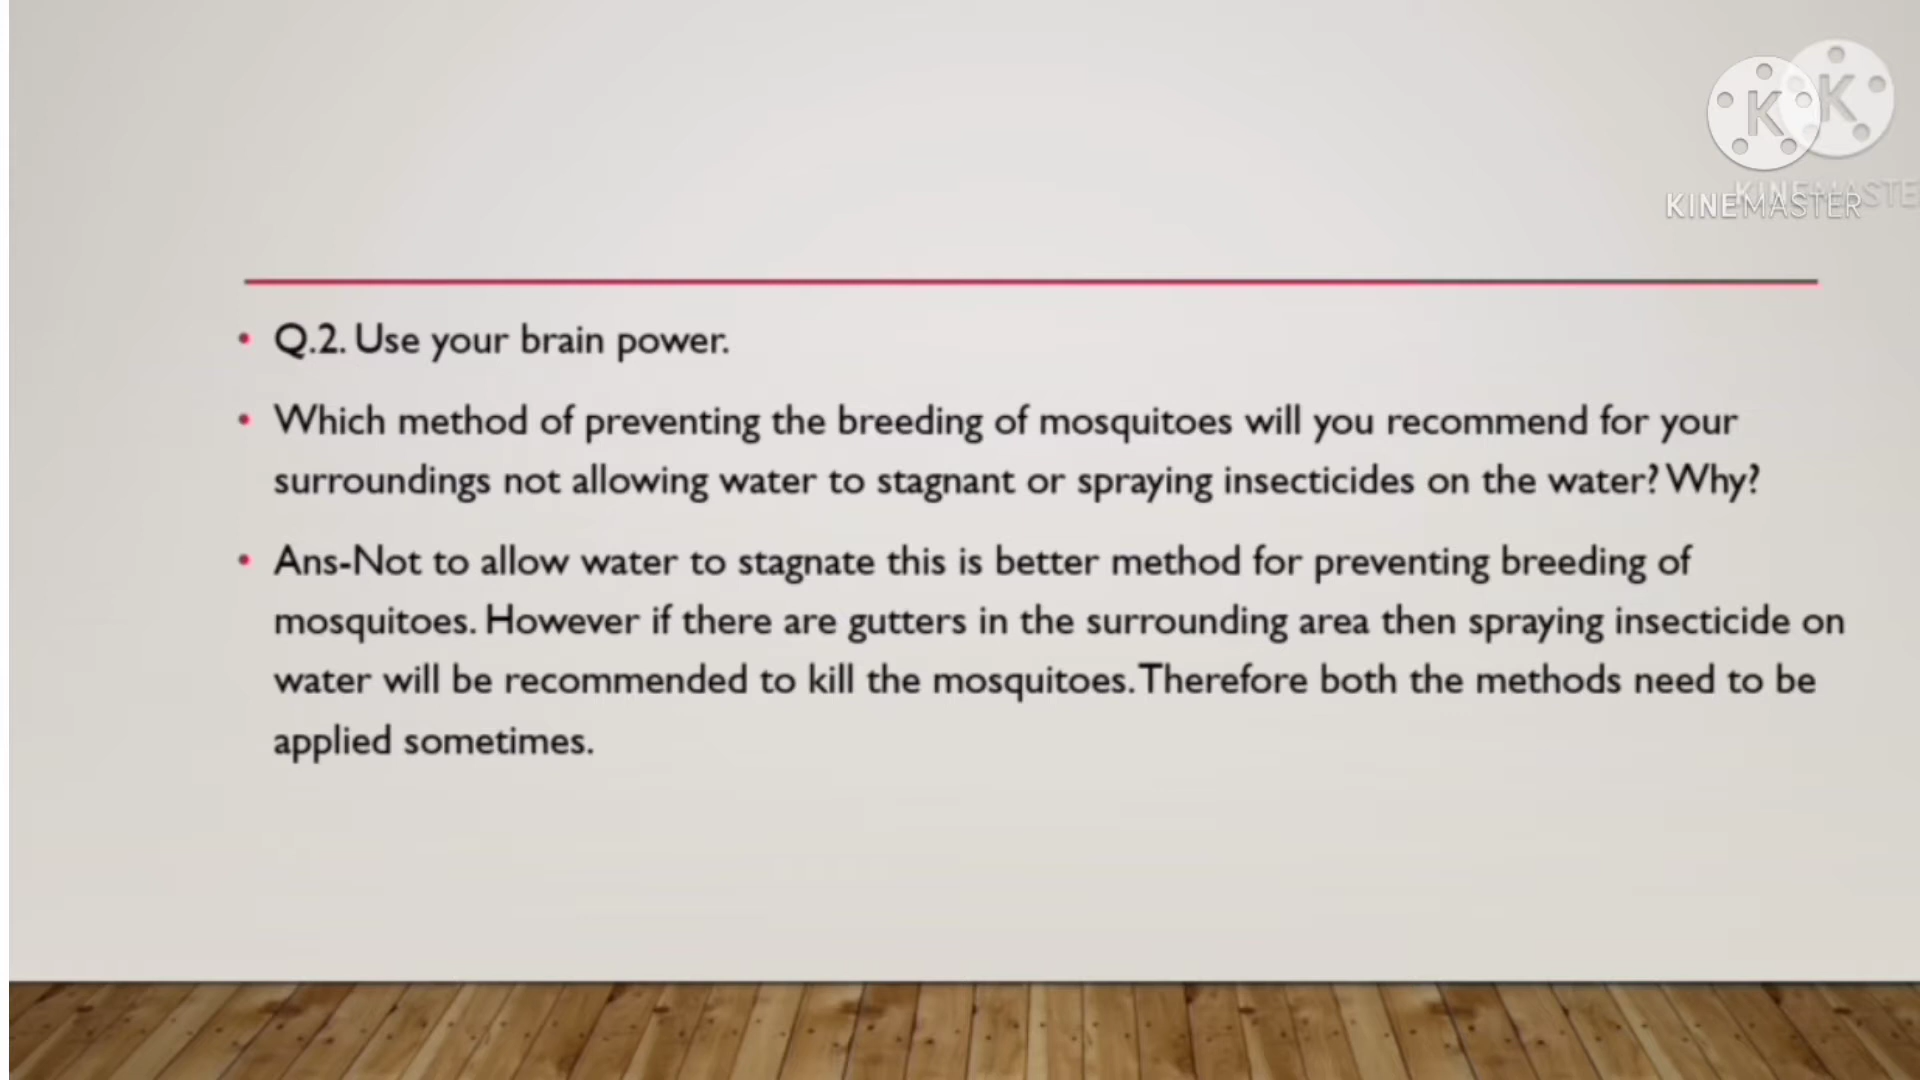 KINEMASTER
KINEMASTE
Q.2. Use your brain power.
Which method of preventing the breeding of mosquitoes will you recommend for your
surroundings not allowing water to stagnant or spraying insecticides on the water? Why?
Ans-Not to allow water to stagnate this is better method for preventing breeding of
mosquitoes. However if there are gutters in the surrounding area then spraying insecticide on
water will be recommended to kill the mosquitoes. Therefore both the methods need to be
applied sometimes.